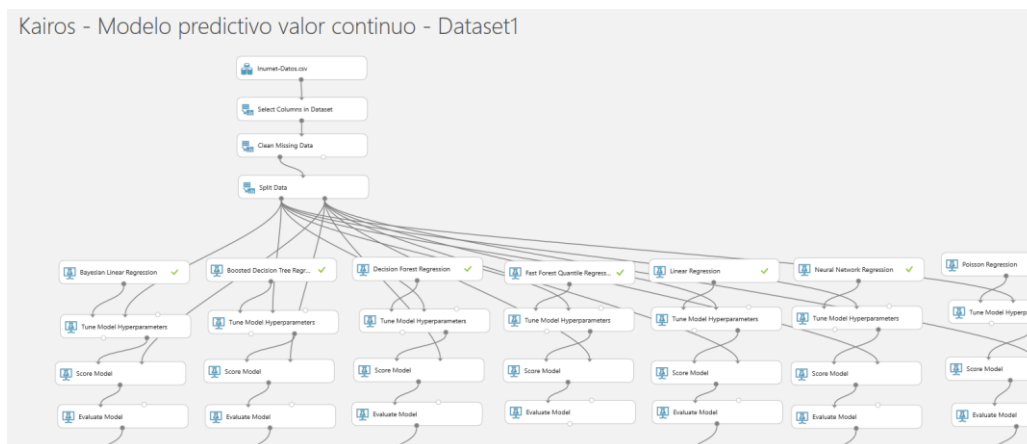 Kairos - Modelo predictivo valor continuo - Dataset1
Inumet-Datos.csv
Select Columns in Dataset
Clean Missing Data
Split Data
Bayesian Linear Regression
Boosted Decision Tree Regr...
Decision Forest Regression
Fast Forest Quantile Regress...
Linear Regression
Neural Network Regression
Poisson Regression
Tune Model Hyperparameters
Tune Model Hyperparameters
Tune Model Hyperparameters
Tune Model Hyperparameters
Tune Model Hyperparameters
Tune Model Hyperparameters
Tune Model Hyperp
Score Model
Score Model
Score Model
Score Model
Score Model
Score Model
Score Model
Evaluate Model
Evaluate Model
Evaluate Model
Evaluate Model
Evaluate Model
Evaluate Model
Evaluate Model